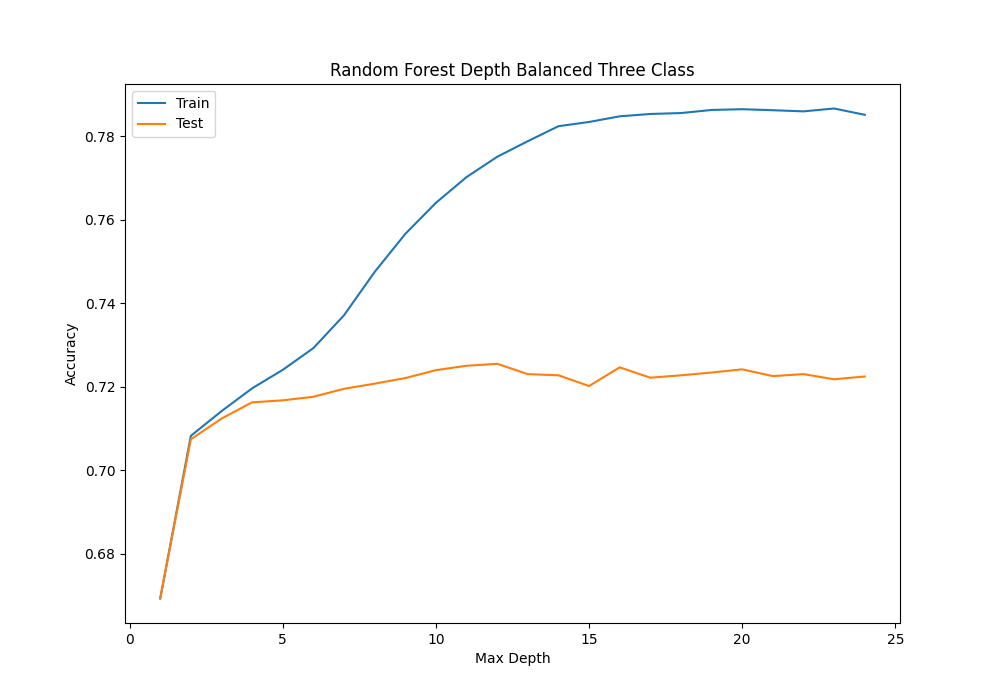 Random Forest Depth Balanced Three Class
Train
Test
0.78
0.76
0.74
0.72
0.70
0.68
Accuracy
0
5
10
15
20
25
Max Depth